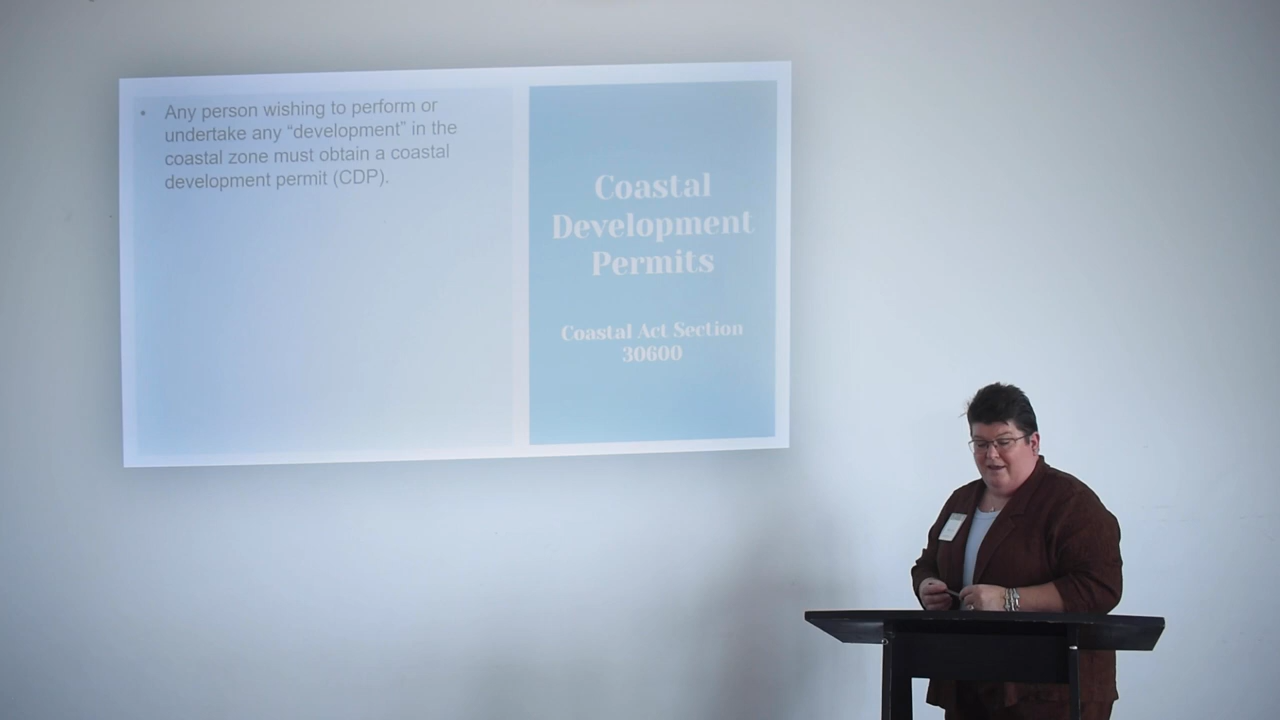 • Any person wishing to perform or
undertake any “development” in the
coastal zone must obtain a coastal
development permit (CDP).
Coastal
Development
Permits
Coastal Act Section
30600